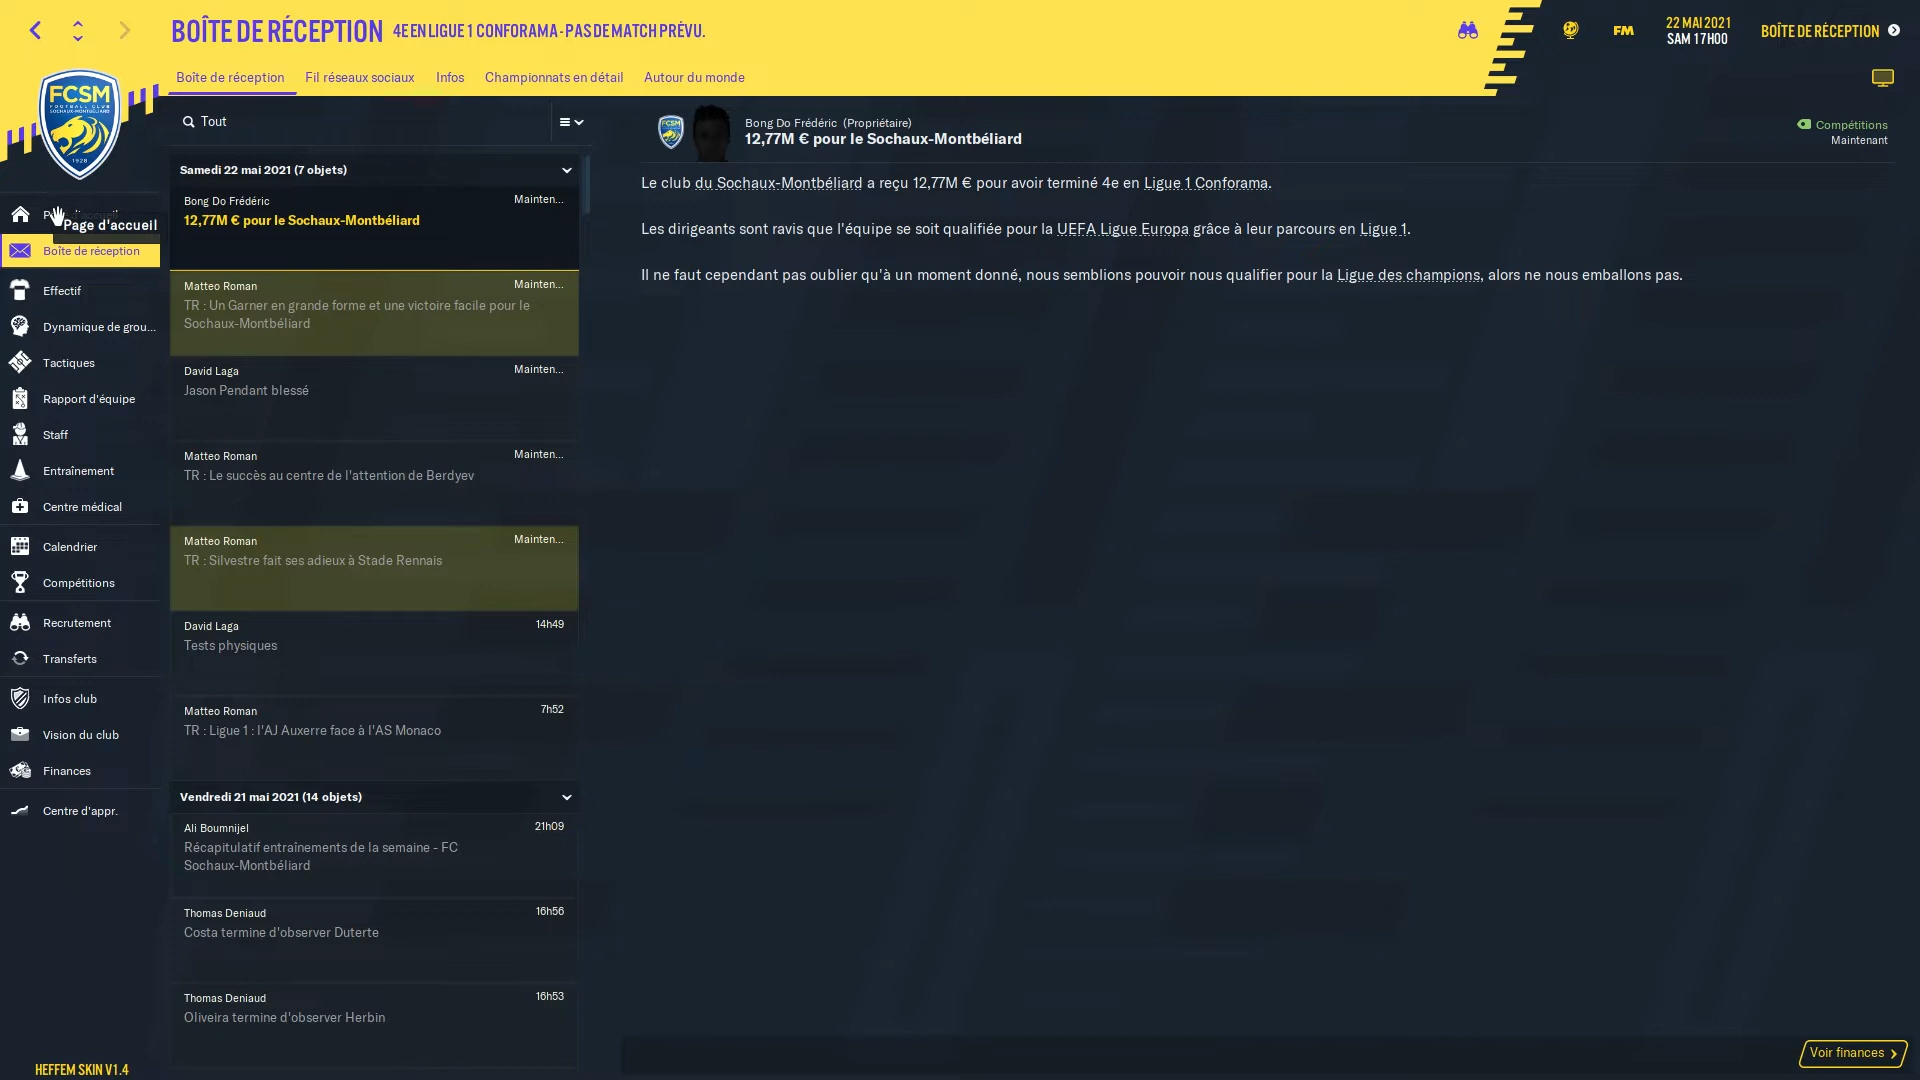 BOÎTE DE RÉCEPTION
4E EN LIGUE 1 CONFORAMA - PAS DE MATCH PRÉVU.
FM
22 MAI 2021
SAM 17H00
BOÎTE DE RÉCEPTION
Boîte de réception
Fil réseaux sociaux
Infos
Championnats en détail
Autour du monde
FCSM
FOOTBALL CLUB
SOCHAUX-MONTBÉLIARD
1928
Page d'accueil
Boîte de réception
Effectif
Dynamique de grou...
Tactiques
Rapport d'équipe
Staff
Entraînement
Centre médical
Calendrier
Compétitions
Recrutement
Transferts
Infos club
Vision du club
Finances
Centre d'appr.
HEFFEM SKIN V1.4
Tout
Samedi 22 mai 2021 (7 objets)
Bong Do Frédéric
Mainten...
12,77M € pour le Sochaux-Montbéliard
Matteo Roman
Mainten...
TR : Un Garner en grande forme et une victoire facile pour le
Sochaux-Montbéliard
David Laga
Mainten...
Jason Pendant blessé
Matteo Roman
Mainten...
TR : Le succès au centre de l'attention de Berdyev
Matteo Roman
Mainten...
TR : Silvestre fait ses adieux à Stade Rennais
David Laga
14h49
Tests physiques
Matteo Roman
7h52
TR : Ligue 1 : l'AJ Auxerre face à l'AS Monaco
Vendredi 21 mai 2021 (14 objets)
Ali Boumnijel
21h09
Récapitulatif entraînements de la semaine - FC
Sochaux-Montbéliard
Thomas Deniaud
16h56
Costa termine d'observer Duterte
Thomas Deniaud
16h53
Oliveira termine d'observer Herbin
FCSM
Bong Do Frédéric (Propriétaire)
12,77M € pour le Sochaux-Montbéliard
Compétitions
Maintenant
Le club du Sochaux-Montbéliard a reçu 12,77M € pour avoir terminé 4e en Ligue 1 Conforama.
Les dirigeants sont ravis que l'équipe se soit qualifiée pour la UEFA Ligue Europa grâce à leur parcours en Ligue 1.
Il ne faut cependant pas oublier qu'à un moment donné, nous semblions pouvoir nous qualifier pour la Ligue des champions, alors ne nous emballons pas.
Voir finances